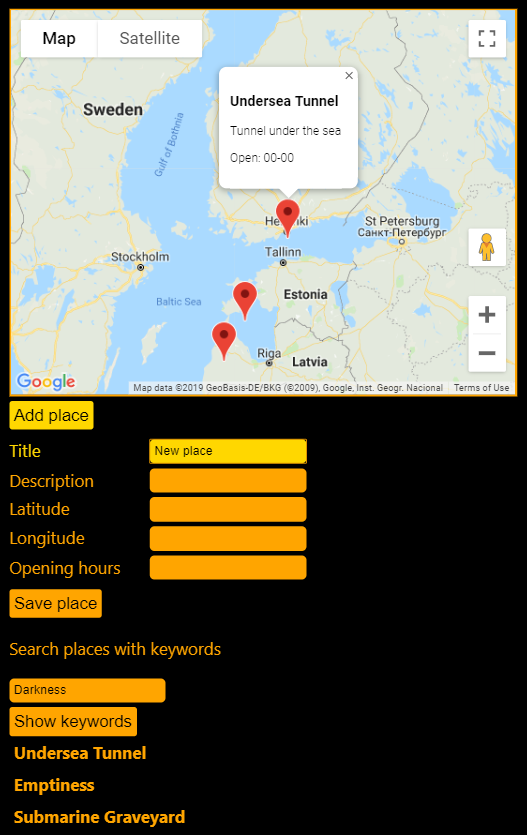 Map Satellite
Sweden
Gulf of Bothnia
×
Undersea Tunnel
Tunnel under the sea
Open: 00-00
St Petersburg
Санкт-Петербург
Tallinn
Stockholm
Baltic Sea
Estonia
Riga
Latvia
Google
Map data ©2019 GeoBasis-DE/BKG (©2009), Google, Inst. Geogr. Nacional Terms of Use
Add place
Title New place
Description
Latitude
Longitude
Opening hours
Save place
Search places with keywords
Darkness
Show keywords
Undersea Tunnel
Emptiness
Submarine Graveyard